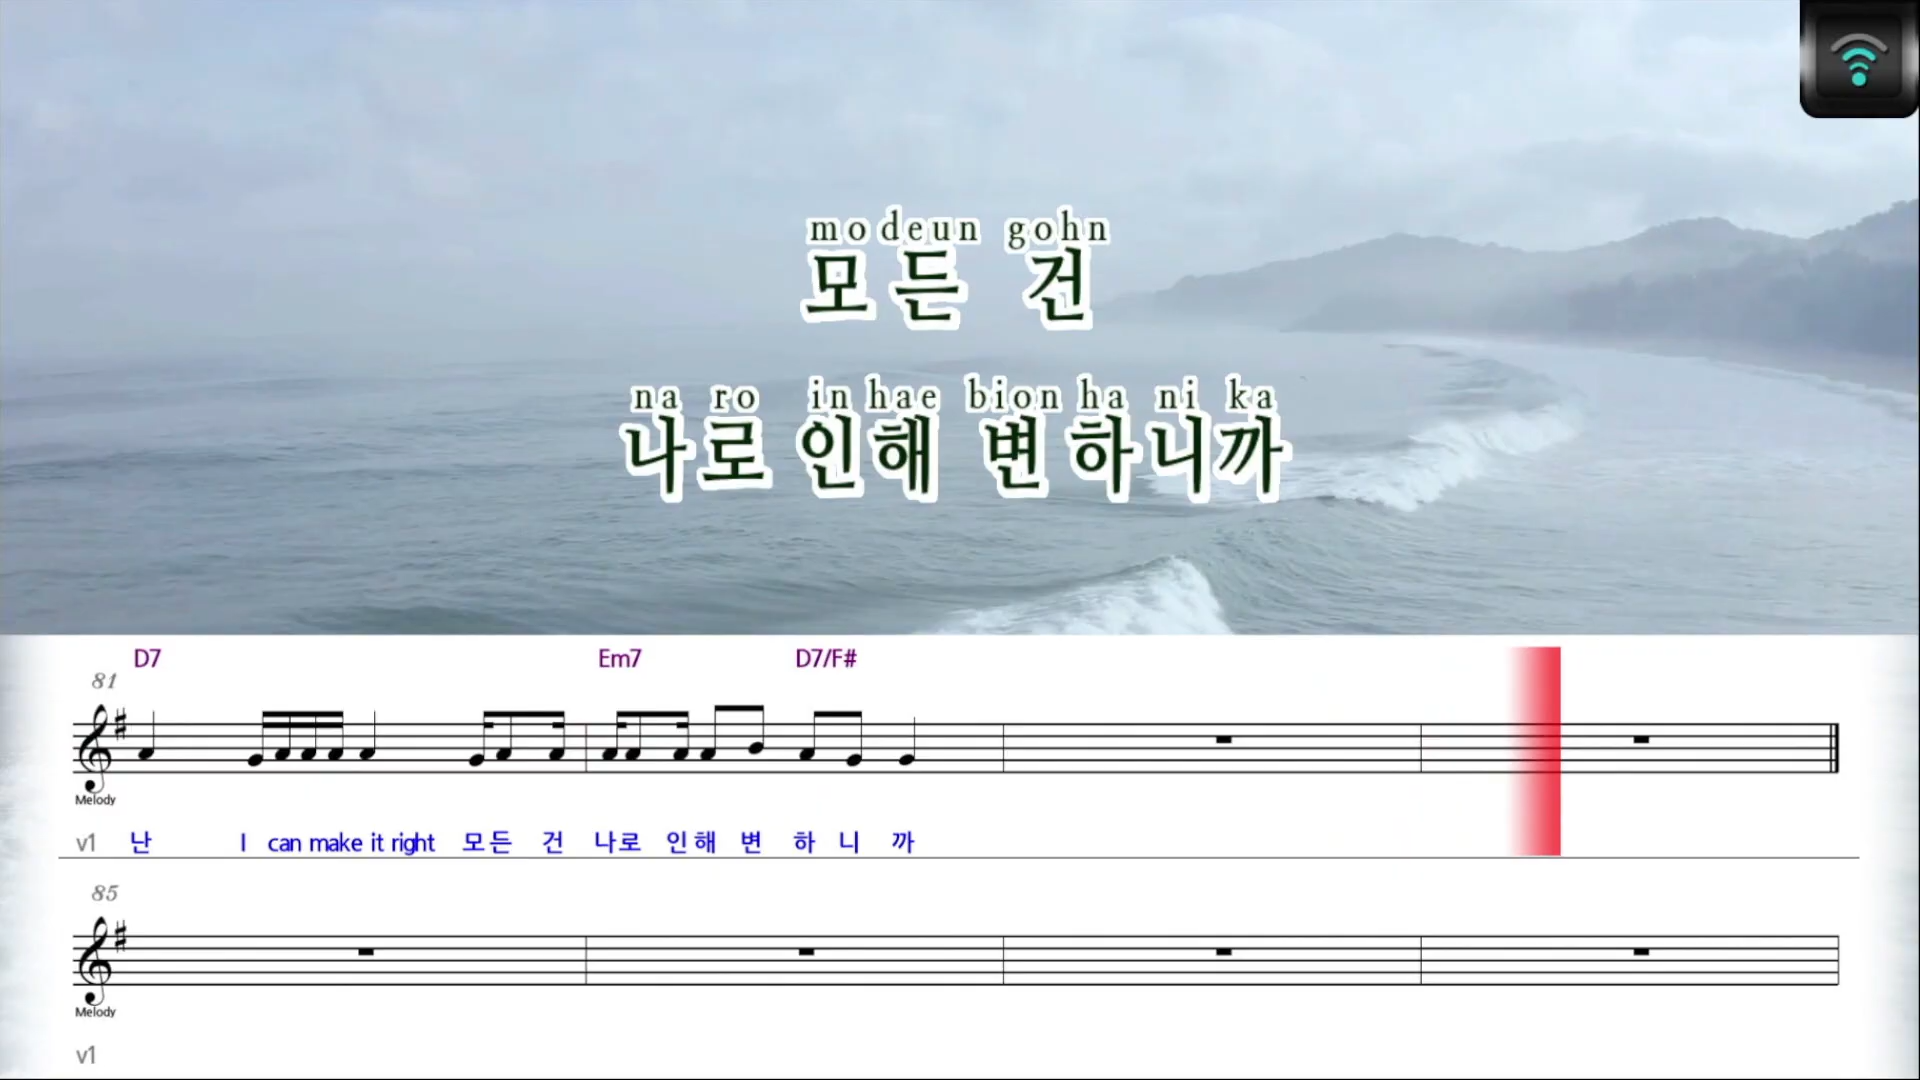 mo deun gohn
모든 건
na ro in hae bion ha ni ka
나로 인해 변하니까
D7 Em7 D7/F#
81
Melody
v1 난 I can make it right 모든 건 나로 인해 변 하 니 까
85
Melody
v1